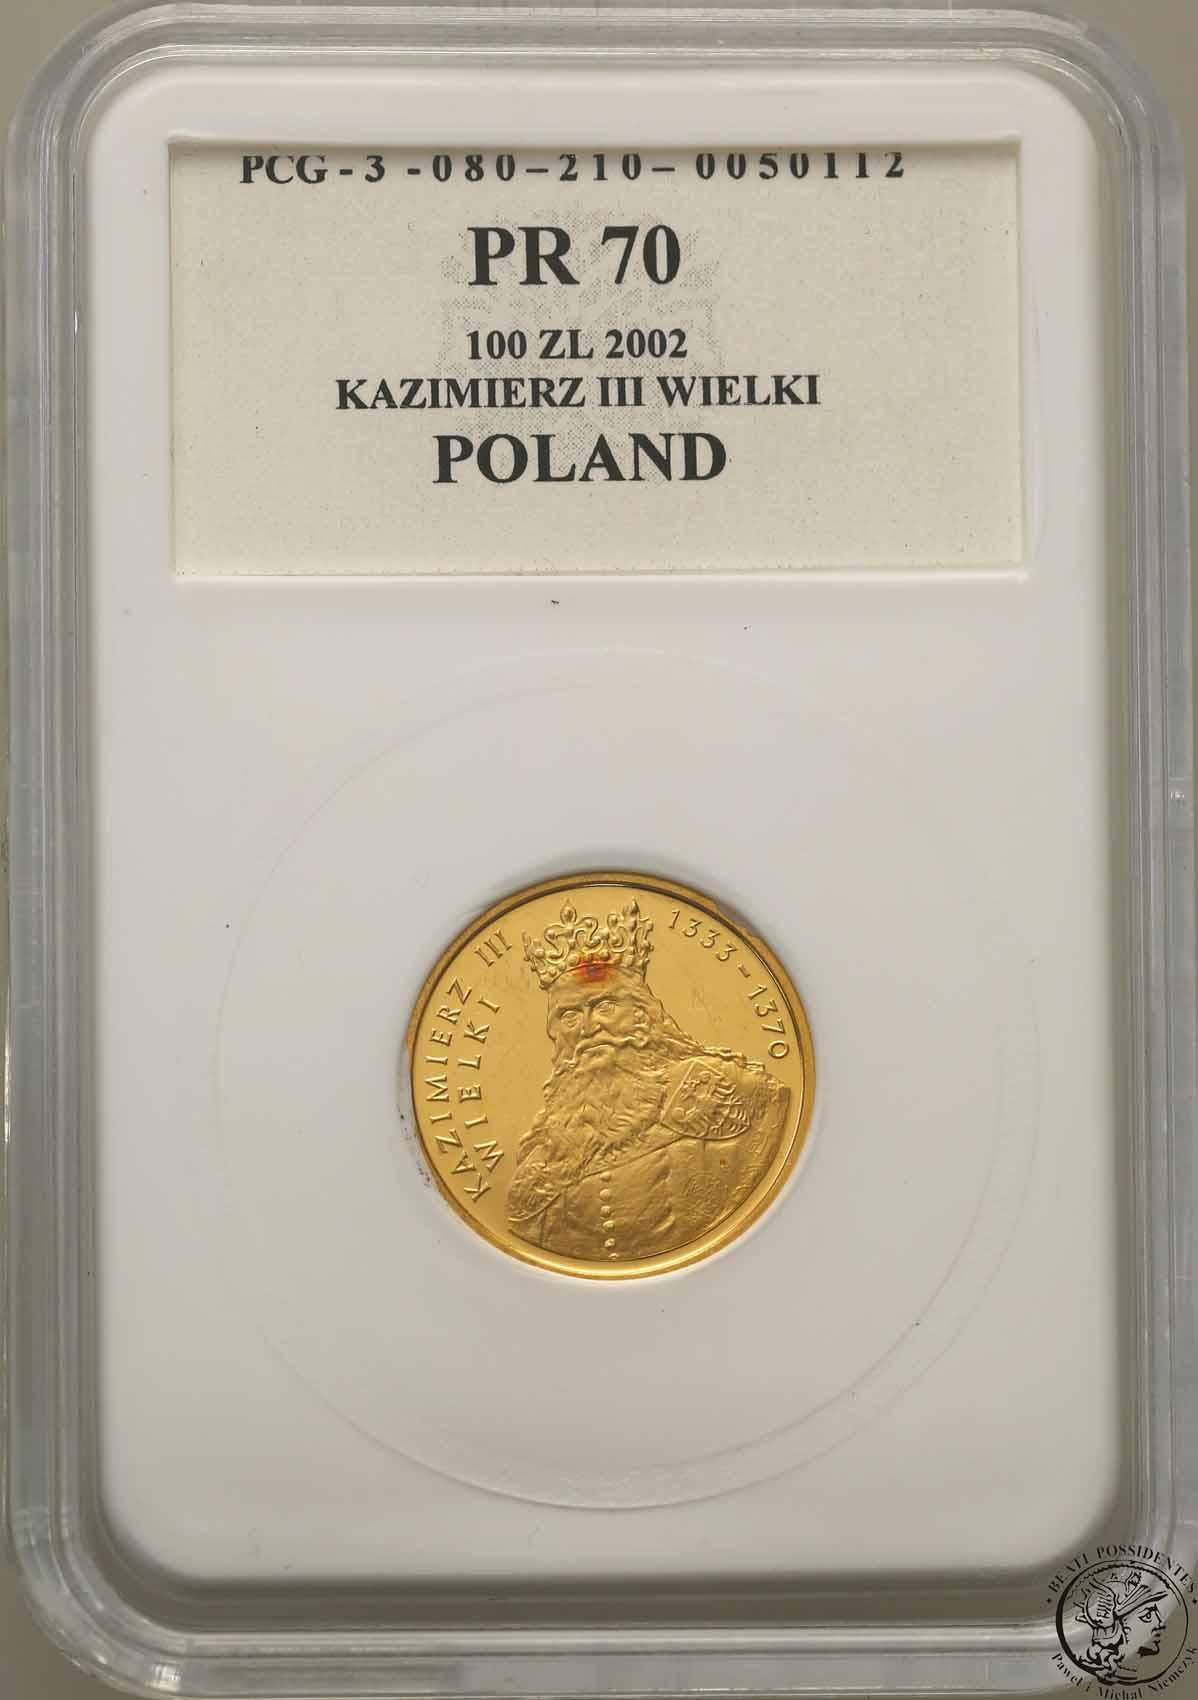 PCG - 3 - 080 – 210 – 0050112
PR 70
100 ZL 2002
KAZIMIERZ III WIELKI
POLAND
KAZIMIERZ III
WIELKI
1333-1370
BEATI POSSIDENTES
Paweł i Michał Niemczyk